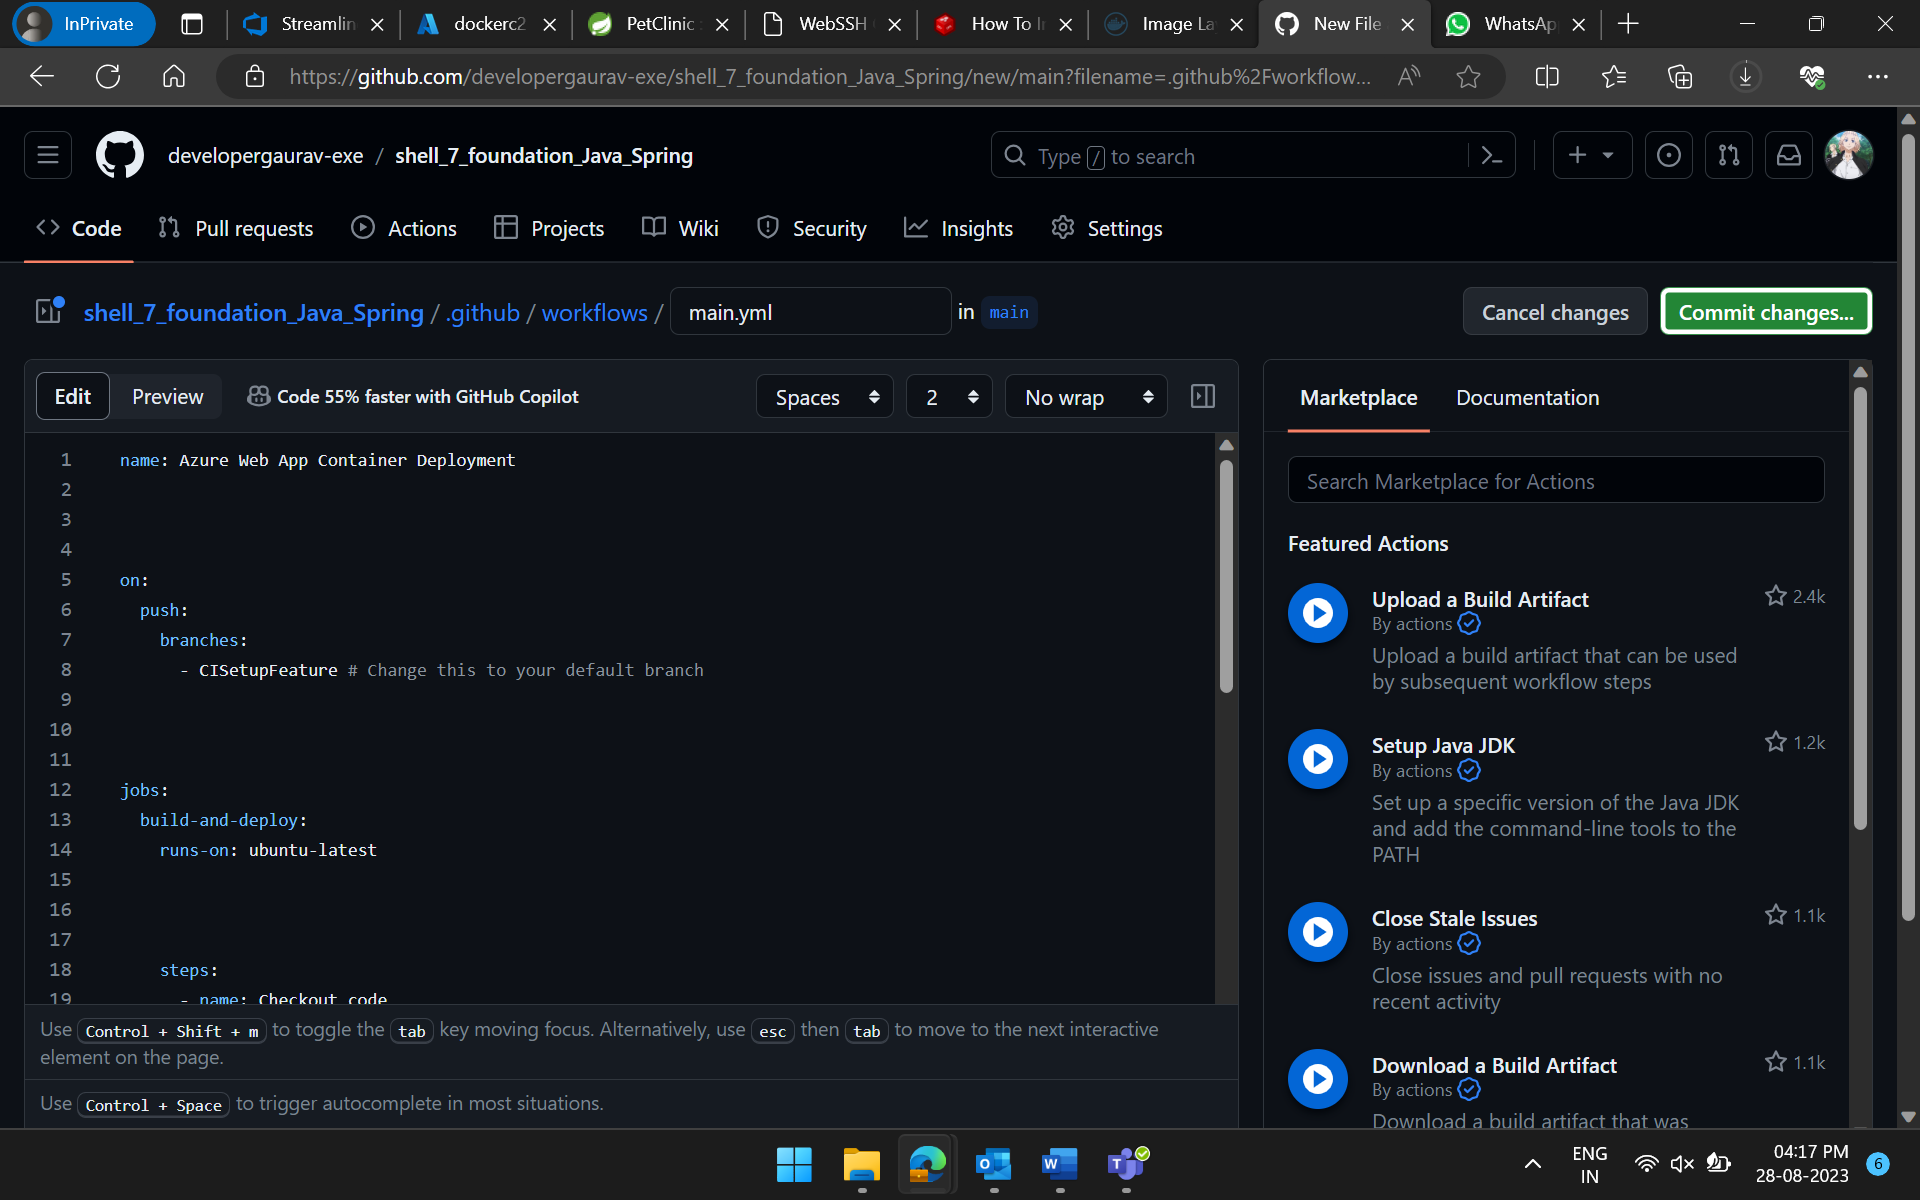 InPrivate
Streamlin
dockerc2
PetClinic
WebSSH
How To I
Image La
New File
WhatsAp
https://github.com/developergaurav-exe/shell_7_foundation_Java_Spring/new/main?filename=.github%2Fworkflow...
developergaurav-exe / shell_7_foundation_Java_Spring
Type / to search
Code
Pull requests
Actions
Projects
Wiki
Security
Insights
Settings
shell_7_foundation_Java_Spring / .github / workflows / main.yml in main
Cancel changes
Commit changes...
Edit
Preview
Code 55% faster with GitHub Copilot
Spaces
2
No wrap
1 name: Azure Web App Container Deployment
2
3
4
5 on:
6 push:
7 branches:
8 - CISetupFeature # Change this to your default branch
9
10
11
12 jobs:
13 build-and-deploy:
14 runs-on: ubuntu-latest
15
16
17
18 steps:
19 - name: Checkout code
Use Control + Shift + m to toggle the tab key moving focus. Alternatively, use esc then tab to move to the next interactive
element on the page.
Use Control + Space to trigger autocomplete in most situations.
Marketplace
Documentation
Search Marketplace for Actions
Featured Actions
Upload a Build Artifact
2.4k
By actions
Upload a build artifact that can be used
by subsequent workflow steps
Setup Java JDK
1.2k
By actions
Set up a specific version of the Java JDK
and add the command-line tools to the
PATH
Close Stale Issues
1.1k
By actions
Close issues and pull requests with no
recent activity
Download a Build Artifact
1.1k
By actions
Download a build artifact that was
ENG
IN
04:17 PM
28-08-2023
6